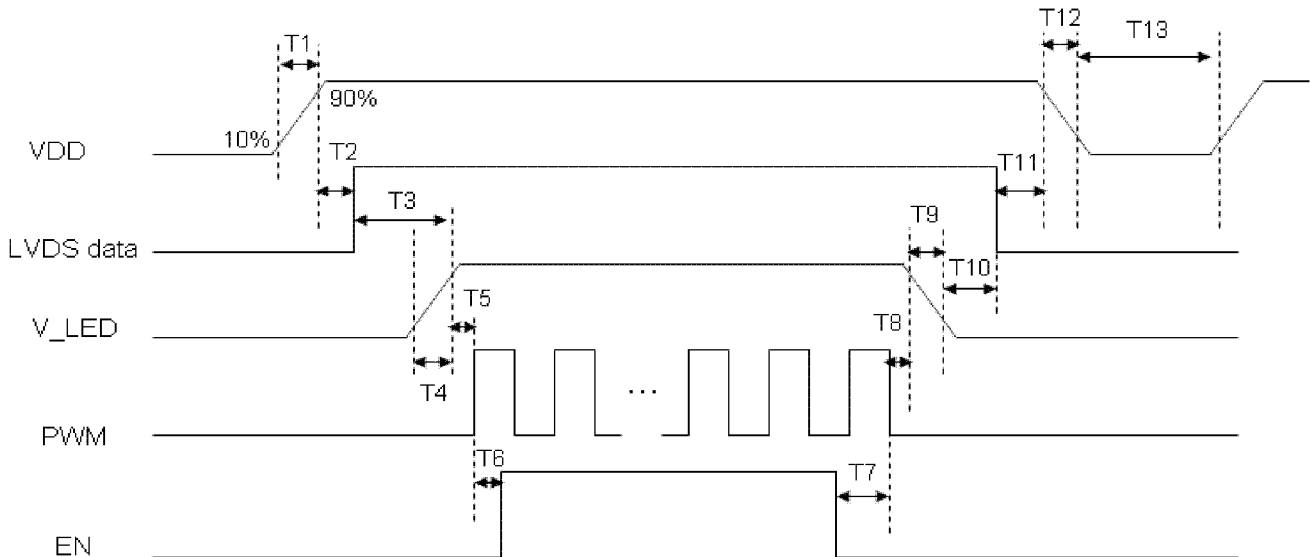 T1
T12
T13
90%
10%
VDD
T2
T11
T3
T9
LVDS data
T10
T5
V_LED
T8
T4
...
PWM
T6
T7
EN